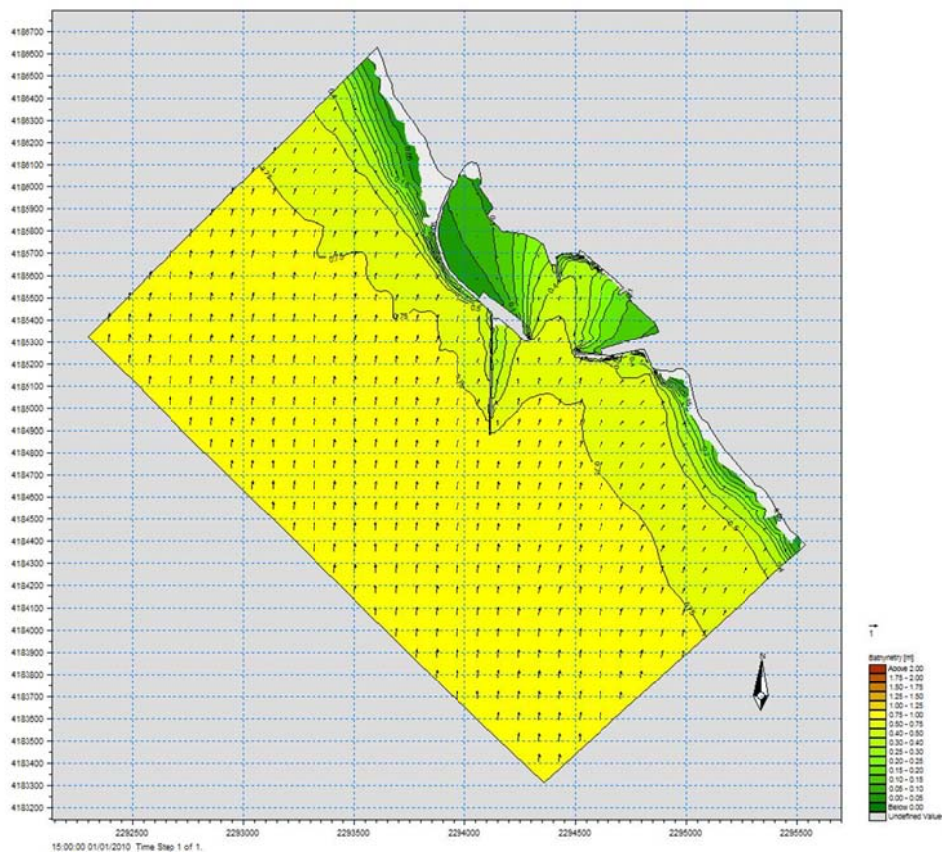 4186700
4186600
4186500
4186400
4186300
4186200
4186100
4186000
4185900
4185800
4185700
4185600
4185500
4185400
4185300
4185200
4185100
4185000
4184900
4184800
4184700
4184600
4184500
4184400
4184300
4184200
4184100
4184000
4183900
4183800
4183700
4183600
4183500
4183400
4183300
4183200
2292500 2293000 2293500 2294000 2294500 2295000 2295500
15:00:00 01/01/2010 Time Step 1 of 1.
1
N
Bathymetry [m]
Above 2.00
1.75 - 2.00
1.50 - 1.75
1.25 - 1.50
1.00 - 1.25
0.75 - 1.00
0.50 - 0.75
0.40 - 0.50
0.30 - 0.40
0.25 - 0.30
0.20 - 0.25
0.15 - 0.20
0.10 - 0.15
0.05 - 0.10
0.00 - 0.05
Below 0.00
Undefined Value
0.75
0.75